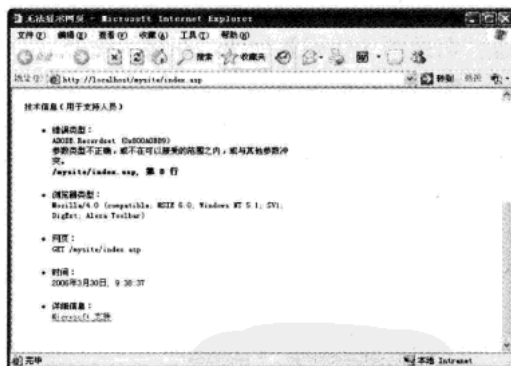 无法显示网页 - Microsoft Internet Explorer
文件(F) 编辑(E) 查看(V) 收藏(A) 工具(T) 帮助(H)
搜索 收藏夹
http://localhost/mysite/index.asp 转到
技术信息(用于支持人员)
• 错误类型:
ADODB.Recordset (0x800A0BB9)
参数类型不正确,或不在可以接受的范围之内,或与其他参数冲
突。
/mysite/index.asp, 第 8 行
• 浏览器类型:
Mozilla/4.0 (compatible; MSIE 6.0; Windows NT 5.1; SV1;
DigExt; Alexa Toolbar)
• 网页:
GET /mysite/index.asp
• 时间:
2006年3月30日, 9:38:37
• 详细信息:
Microsoft 支持
完毕 本地 Intranet